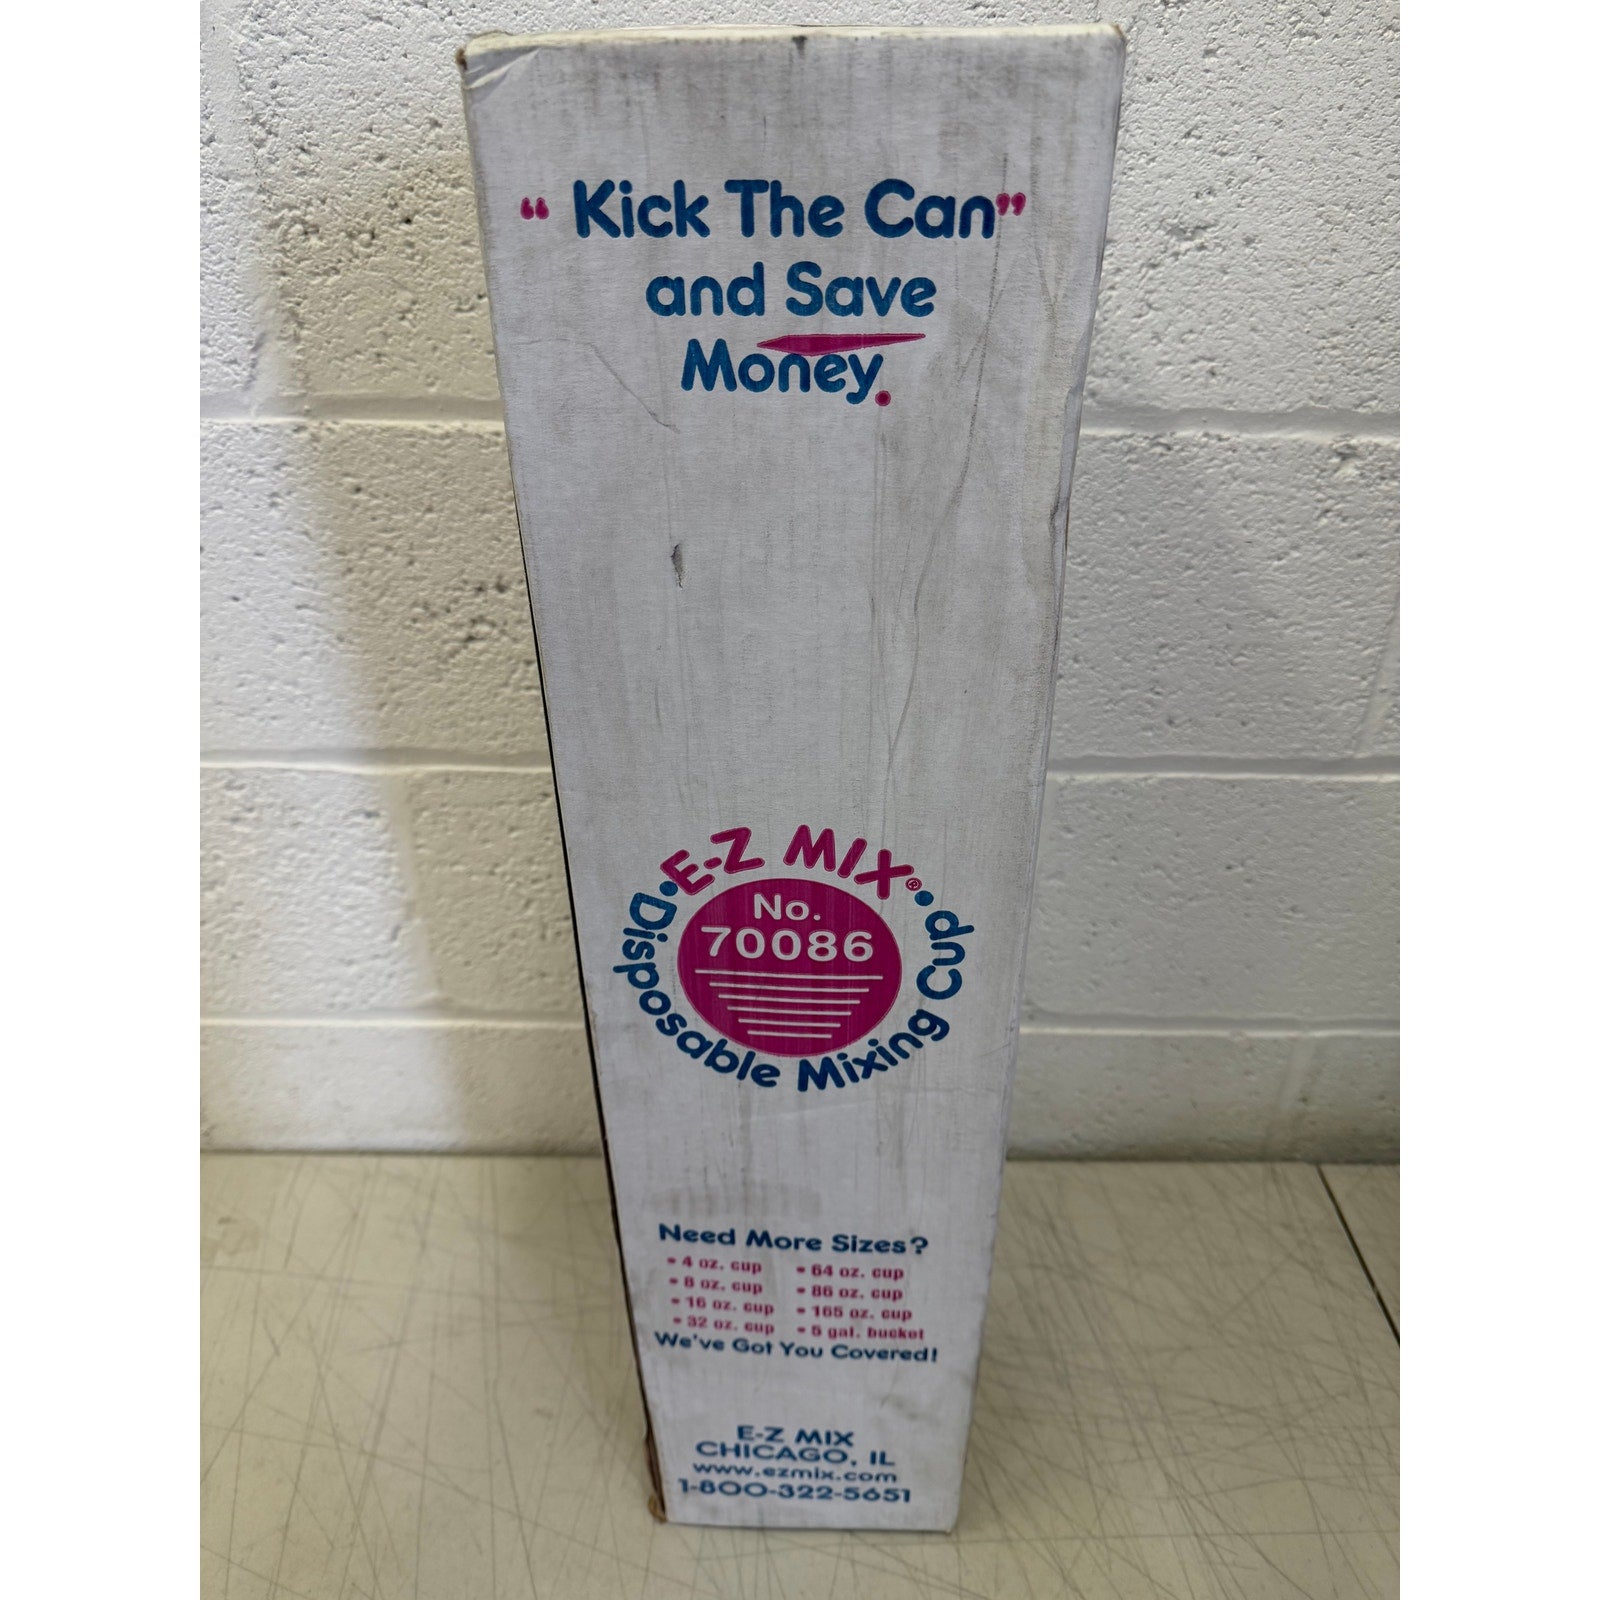 “ Kick The Can”
and Save
Money.
E-Z MIX®
No.
70086
•Disposable Mixing Cup•
Need More Sizes?
• 4 oz. cup • 64 oz. cup
• 8 oz. cup • 86 oz. cup
• 16 oz. cup • 165 oz. cup
• 32 oz. cup • 5 gal. bucket
We've Got You Covered!
E-Z MIX
CHICAGO, IL
www.ezmix.com
1-800-322-5651